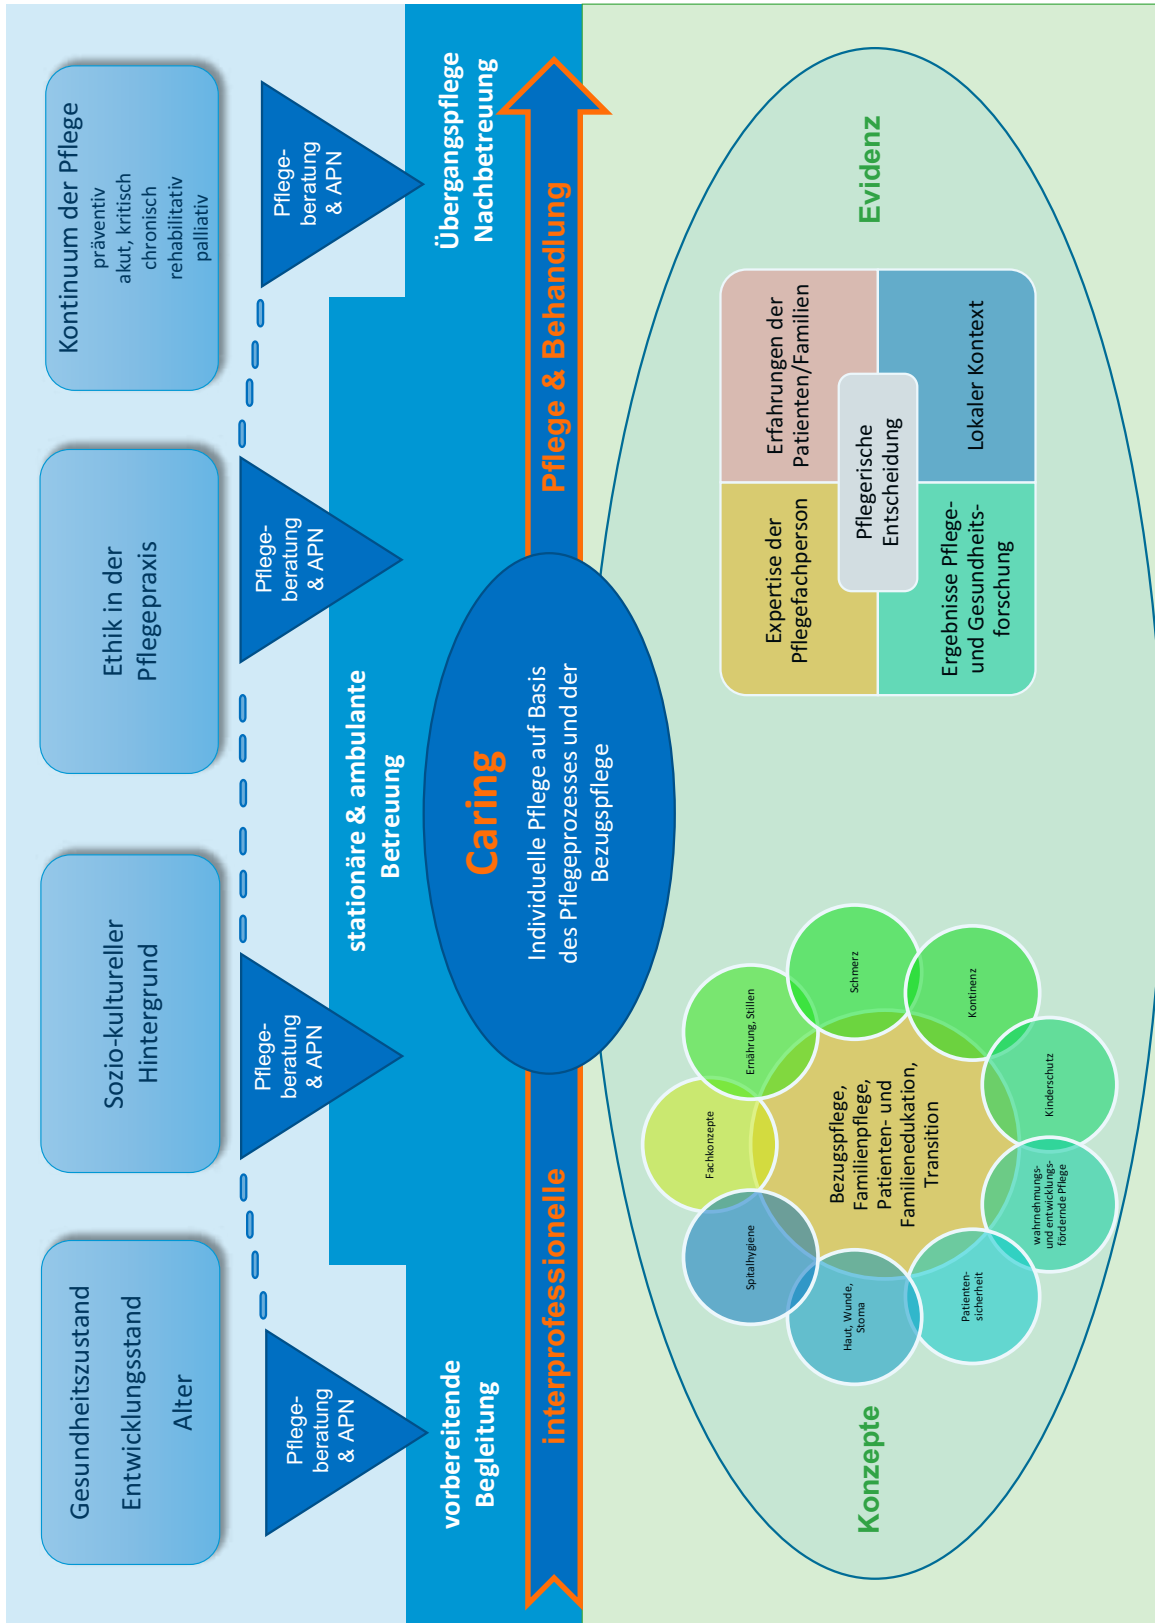 Gesundheitszustand
Entwicklungsstand
Alter
Sozio-kultureller
Hintergrund
Ethik in der
Pflegepraxis
Kontinuum der Pflege
präventiv
akut, kritisch
chronisch
rehabilitativ
palliativ
Pflege-
beratung
& APN
Pflege-
beratung
& APN
Pflege-
beratung
& APN
Pflege-
beratung
& APN
vorbereitende
Begleitung
stationäre & ambulante
Betreuung
Übergangspflege
Nachbetreuung
interprofessionelle
Caring
Individuelle Pflege auf Basis
des Pflegeprozesses und der
Bezugspflege
Pflege & Behandlung
Konzepte
Fachkonzepte
Ernährung, Stillen
Schmerz
Kontinenz
Kinderschutz
wahrnehmungs-
und entwicklungs-
fördernde Pflege
Patienten-
sicherheit
Haut, Wunde,
Stoma
Spitalhygiene
Bezugspflege,
Familienpflege,
Patienten- und
Familienedukation,
Transition
Expertise der
Pflegefachperson
Erfahrungen der
Patienten/Familien
Pflegerische
Entscheidung
Ergebnisse Pflege-
und Gesundheits-
forschung
Lokaler Kontext
Evidenz